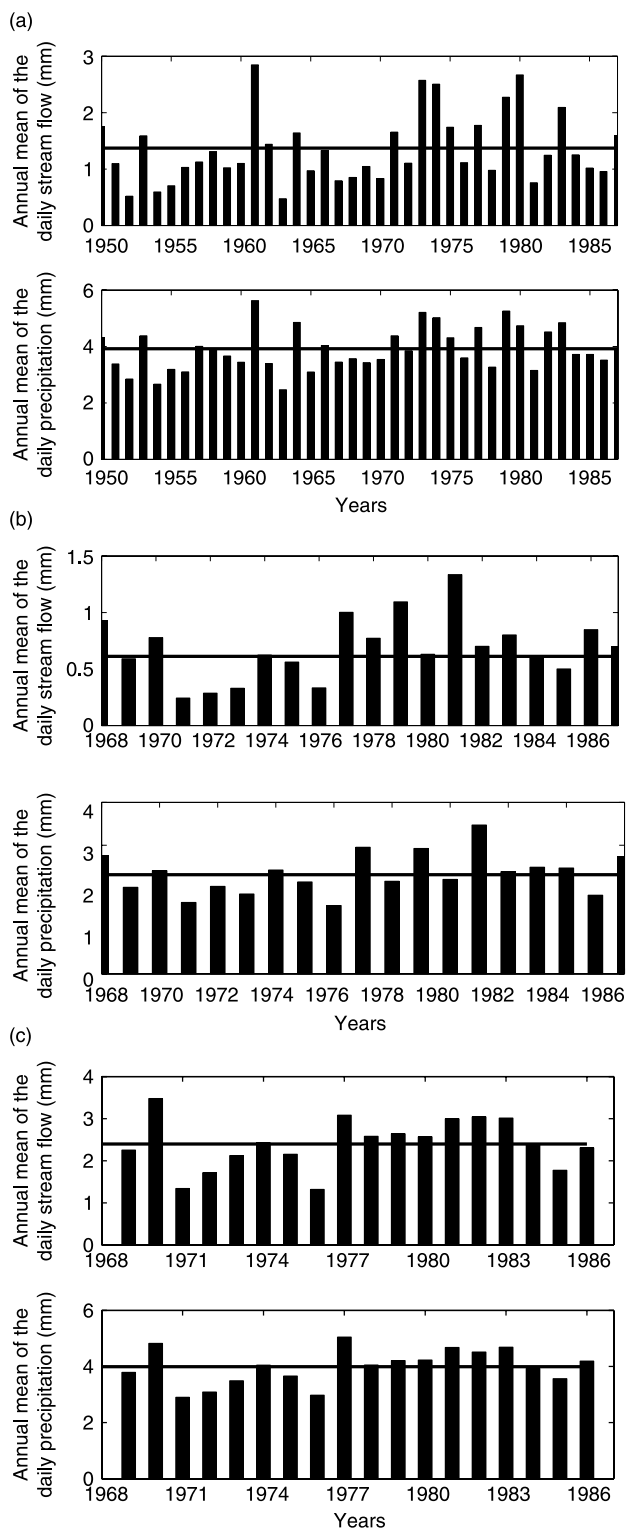 (a)
Annual mean of the
daily stream flow (mm)
3
2
1
0
1950 1955 1960 1965 1970 1975 1980 1985
Annual mean of the
daily precipitation (mm)
6
4
2
0
1950 1955 1960 1965 1970 1975 1980 1985
Years
(b)
Annual mean of the
daily stream flow (mm)
1.5
1
0.5
0
1968 1970 1972 1974 1976 1978 1980 1982 1984 1986
Annual mean of the
daily precipitation (mm)
4
3
2
1
0
1968 1970 1972 1974 1976 1978 1980 1982 1984 1986
Years
(c)
Annual mean of the
daily stream flow (mm)
4
3
2
1
0
1968 1971 1974 1977 1980 1983 1986
Annual mean of the
daily precipitation (mm)
6
4
2
0
1968 1971 1974 1977 1980 1983 1986
Years